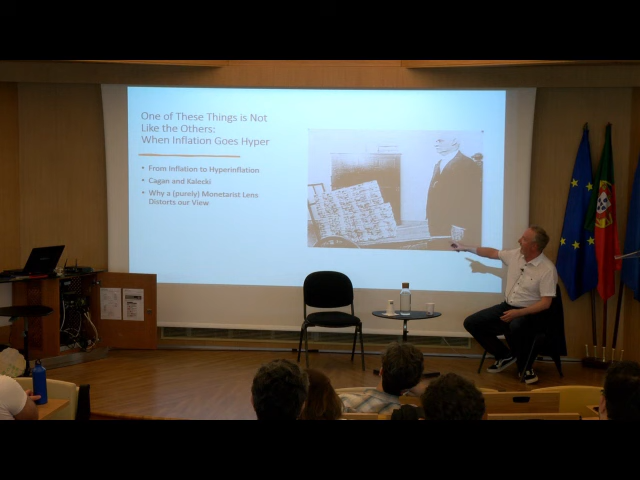 One of These Things is Not
Like the Others:
When Inflation Goes Hyper
• From Inflation to Hyperinflation
• Cagan and Kalecki
• Why a (purely) Monetarist Lens
Distorts our View